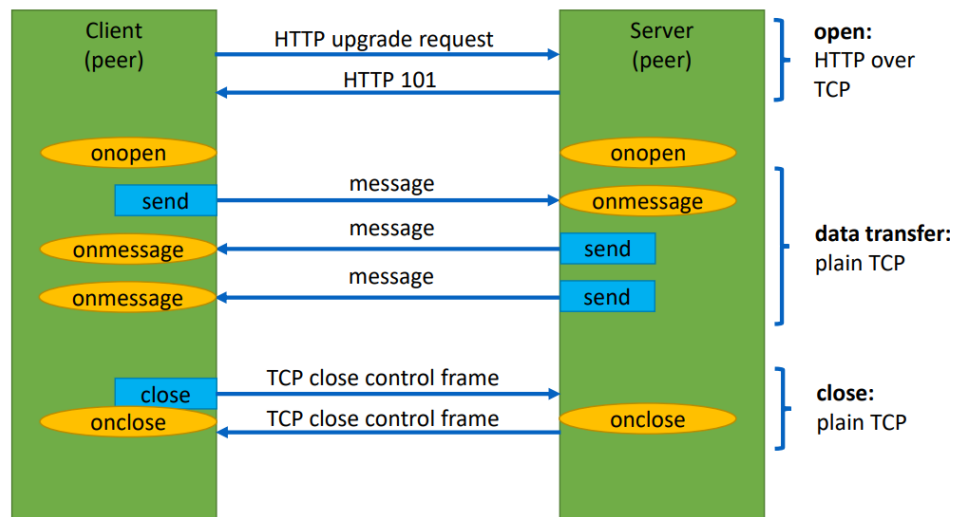 Client
(peer)
HTTP upgrade request
Server
(peer)
open:
HTTP over
TCP
HTTP 101
onopen
onopen
message
send
onmessage
message
onmessage
send
data transfer:
plain TCP
message
onmessage
send
TCP close control frame
close
close:
plain TCP
TCP close control frame
onclose
onclose